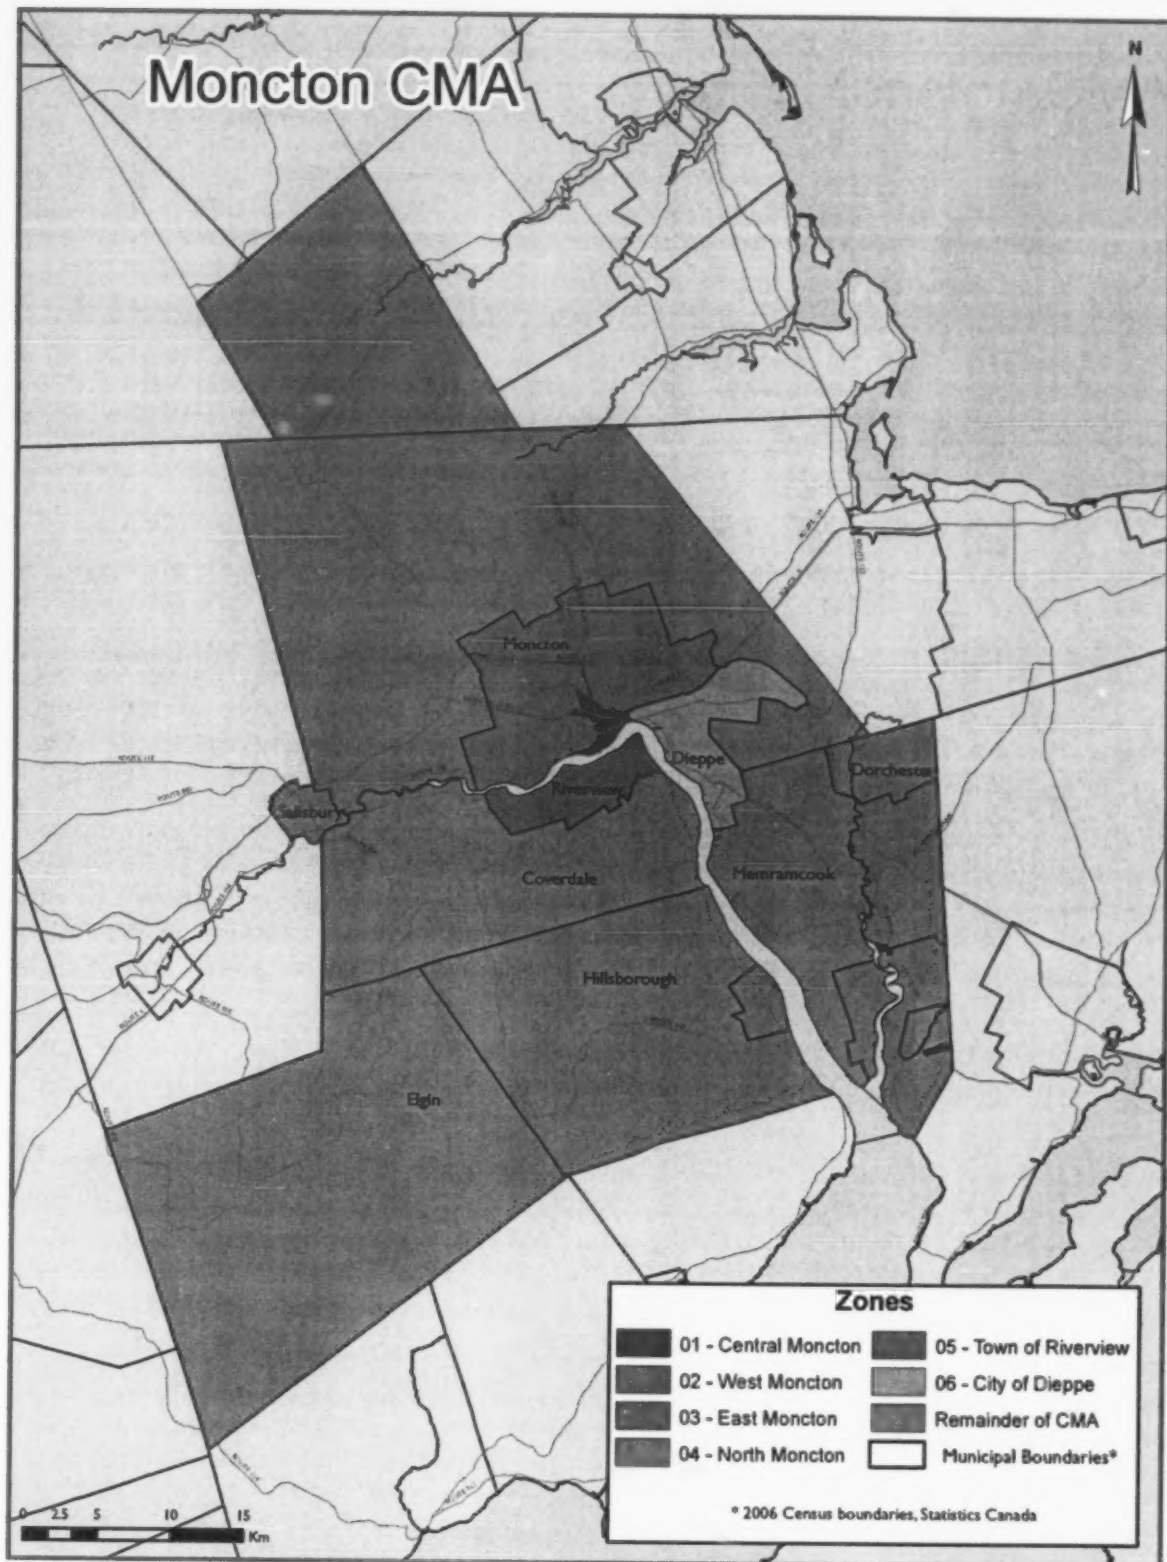 Moncton CMA
N
Moncton
Dieppe
Dorchester
Riverview
Salisbury
Coverdale
Memramcook
Hillsborough
Elgin
Zones
01 - Central Moncton
02 - West Moncton
03 - East Moncton
04 - North Moncton
05 - Town of Riverview
06 - City of Dieppe
Remainder of CMA
Municipal Boundaries*
* 2006 Census boundaries, Statistics Canada
0 2.5 5 10 15
Km